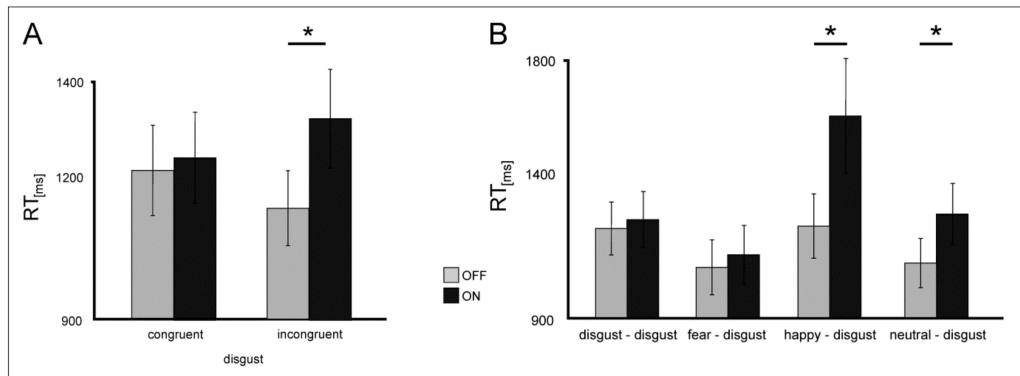 A
*
1400
1200
RT[ms]
900
congruent
incongruent
disgust
OFF
ON
B
*
*
1800
1400
RT[ms]
900
disgust - disgust
fear - disgust
happy - disgust
neutral - disgust